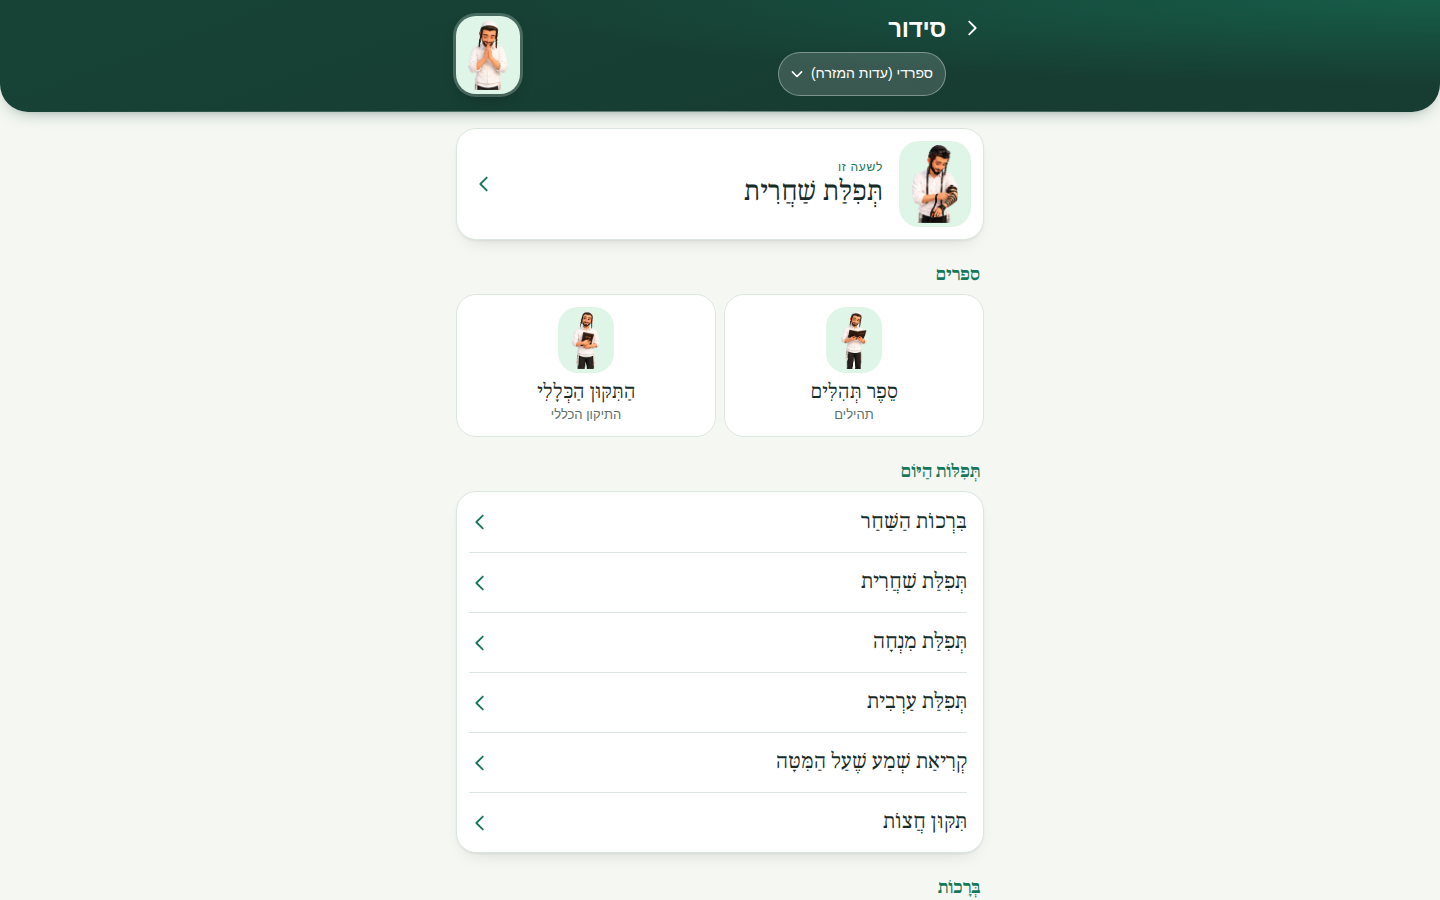 סידור
ספרדי (עדות המזרח)
לשעה זו
תְּפִלַּת שַׁחֲרִית
ספרים
סֵפֶר תְּהִלִּים
תהילים
הַתִּקּוּן הַכְּלָלִי
התיקון הכללי
תְּפִלּוֹת הַיּוֹם
בִּרְכוֹת הַשַּׁחַר
תְּפִלַּת שַׁחֲרִית
תְּפִלַּת מִנְחָה
תְּפִלַּת עַרְבִית
קְרִיאַת שְׁמַע שֶׁעַל הַמִּטָּה
תִּקּוּן חֲצוֹת
בְּרָכוֹת